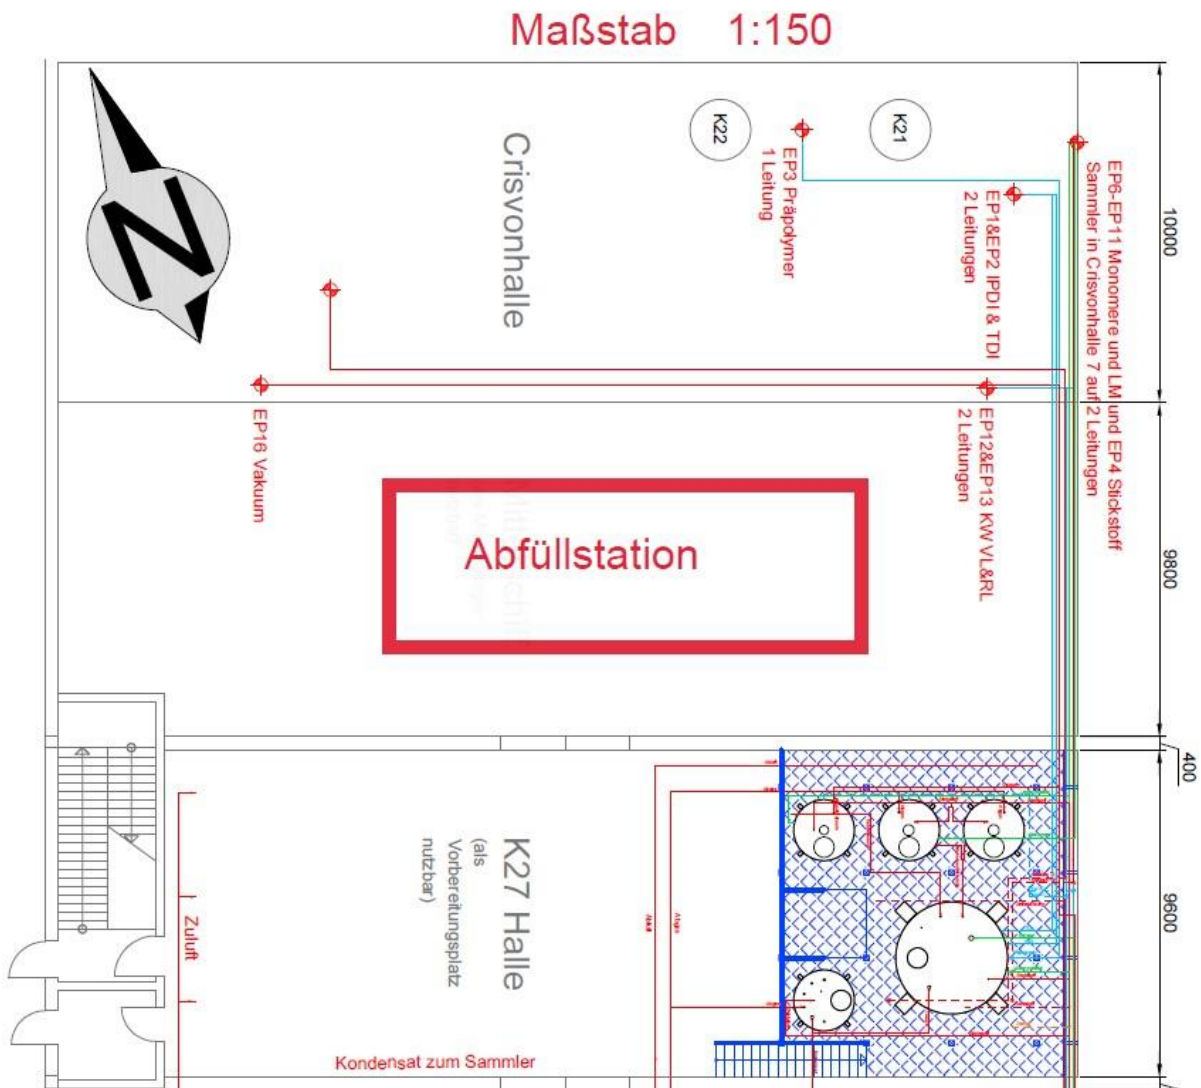 Maßstab 1:150
N
Crisvonhalle
K22
K21
EP3 Präpolymer
1 Leitung
EP1&EP2 IPDI & TDI
2 Leitungen
EP6-EP11 Monomere und LM und EP4 Stickstoff
Sammler in Crisvonhalle 7 auf 2 Leitungen
10000
EP16 Vakuum
EP12&EP13 KW VL&RL
2 Leitungen
9800
Abfüllstation
400
K27 Halle
(als
Vorbereitungsplatz
nutzbar)
9600
Zuluft
Kondensat zum Sammler